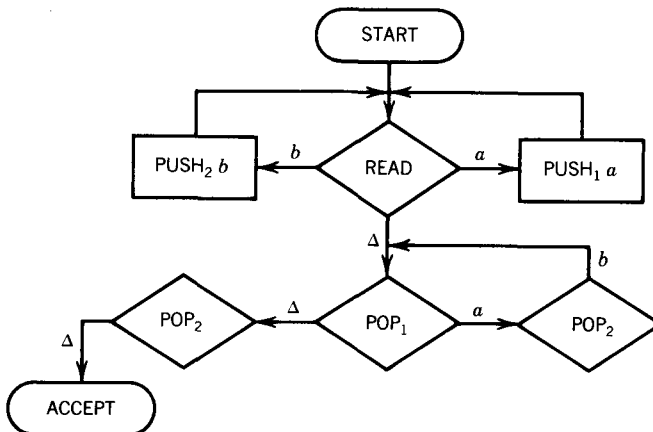 START
PUSH₂ b
b
READ
a
PUSH₁ a
Δ
b
POP₂
Δ
POP₁
a
POP₂
Δ
ACCEPT